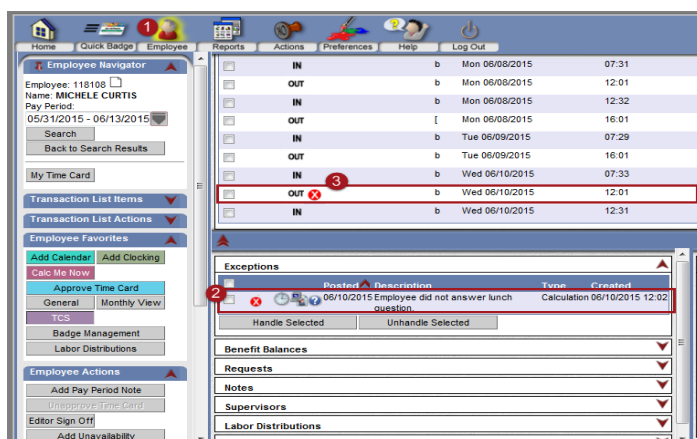 1
Home Quick Badge Employee Reports Actions Preferences Help Log Out
Employee Navigator
Employee: 118108
Name: MICHELE CURTIS
Pay Period:
05/31/2015 - 06/13/2015
Search
Back to Search Results
My Time Card
Transaction List Items
Transaction List Actions
Employee Favorites
Add Calendar Add Clocking
Calc Me Now
Approve Time Card
General Monthly View
TCS
Badge Management
Labor Distributions
Employee Actions
Add Pay Period Note
Unapprove Time Card
Editor Sign Off
Add Unavailability
IN b Mon 06/08/2015 07:31
OUT b Mon 06/08/2015 12:01
IN b Mon 06/08/2015 12:32
OUT [ Mon 06/08/2015 16:01
IN b Tue 06/09/2015 07:29
OUT b Tue 06/09/2015 16:01
IN b Wed 06/10/2015 07:33
3
OUT b Wed 06/10/2015 12:01
IN b Wed 06/10/2015 12:31
Exceptions
Posted Description Type Created
2
06/10/2015 Employee did not answer lunch Calculation 06/10/2015 12:02
question.
Handle Selected Unhandle Selected
Benefit Balances
Requests
Notes
Supervisors
Labor Distributions